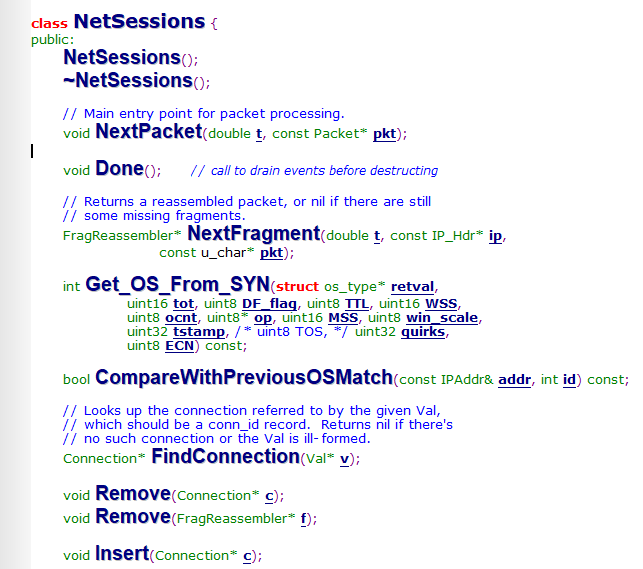 class NetSessions {
public:
NetSessions();
~NetSessions();
// Main entry point for packet processing.
void NextPacket(double t, const Packet* pkt);
void Done(); // call to drain events before destructing
// Returns a reassembled packet, or nil if there are still
// some missing fragments.
FragReassembler* NextFragment(double t, const IP_Hdr* ip,
const u_char* pkt);
int Get_OS_From_SYN(struct os_type* retval,
uint16 tot, uint8 DF_flag, uint8 TTL, uint16 WSS,
uint8 ocnt, uint8* op, uint16 MSS, uint8 win_scale,
uint32 tstamp, /* uint8 TOS, */ uint32 quirks,
uint8 ECN) const;
bool CompareWithPreviousOSMatch(const IPAddr& addr, int id) const;
// Looks up the connection referred to by the given Val,
// which should be a conn_id record. Returns nil if there's
// no such connection or the Val is ill-formed.
Connection* FindConnection(Val* v);
void Remove(Connection* c);
void Remove(FragReassembler* f);
void Insert(Connection* c);